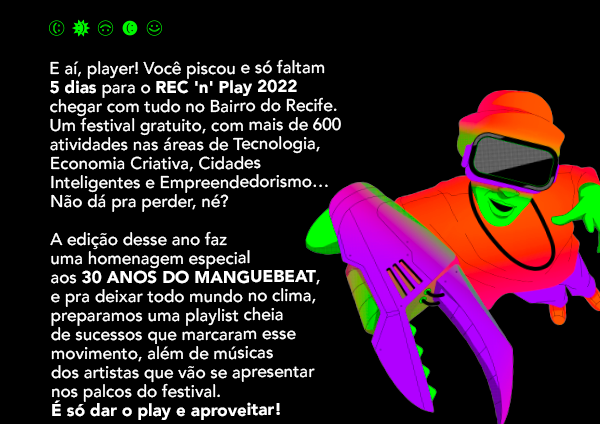 E aí, player! Você piscou e só faltam
5 dias para o REC 'n' Play 2022
chegar com tudo no Bairro do Recife.
Um festival gratuito, com mais de 600
atividades nas áreas de Tecnologia,
Economia Criativa, Cidades
Inteligentes e Empreendedorismo...
Não dá pra perder, né?
A edição desse ano faz
uma homenagem especial
aos 30 ANOS DO MANGUEBEAT,
e pra deixar todo mundo no clima,
preparamos uma playlist cheia
de sucessos que marcaram esse
movimento, além de músicas
dos artistas que vão se apresentar
nos palcos do festival.
É só dar o play e aproveitar!